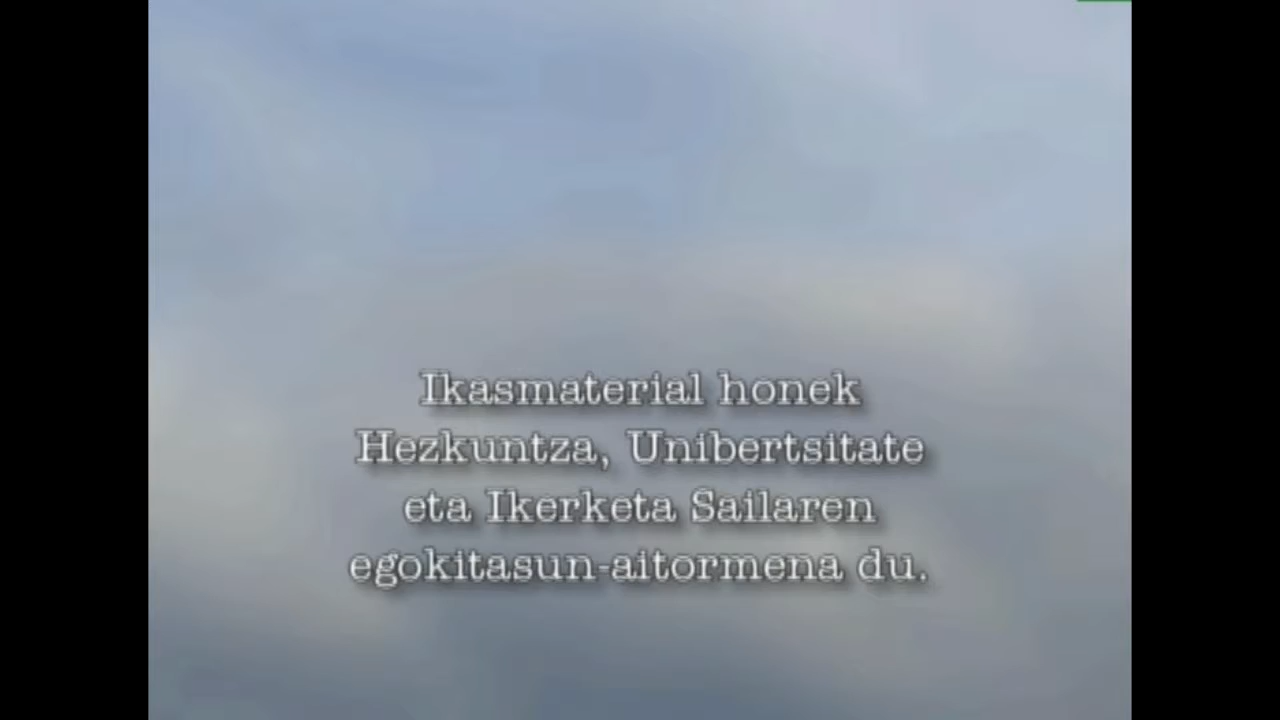 Ikasmaterial honek
Hezkuntza, Unibertsitate
eta Ikerketa Sailaren
egokitasun-aitormena du.